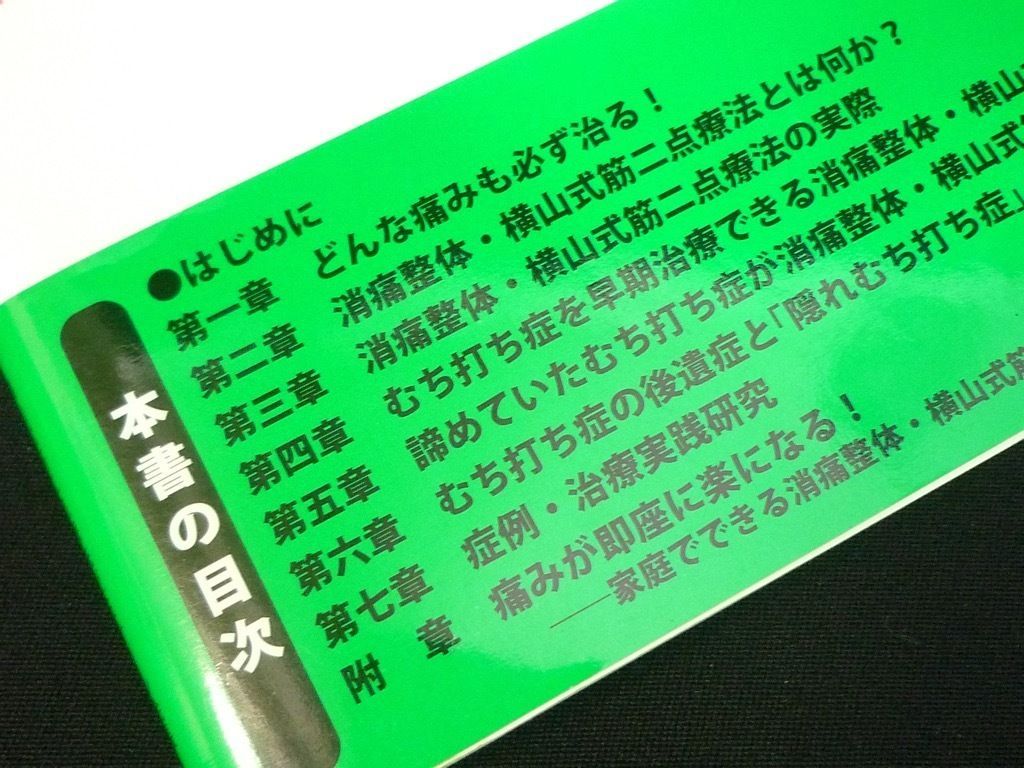 本書の目次
●はじめに
第一章 どんな痛みも必ず治る！
第二章 消痛整体・横山式筋二点療法とは何か？
第三章 消痛整体・横山式筋二点療法の実際
第四章 むち打ち症を早期治療できる消痛整体・横山
第五章 諦めていたむち打ち症が消痛整体・横山式
第六章 むち打ち症の後遺症と「隠れむち打ち症」
第七章 症例・治療実践研究
附 章 痛みが即座に楽になる！
――家庭でできる消痛整体・横山式筋